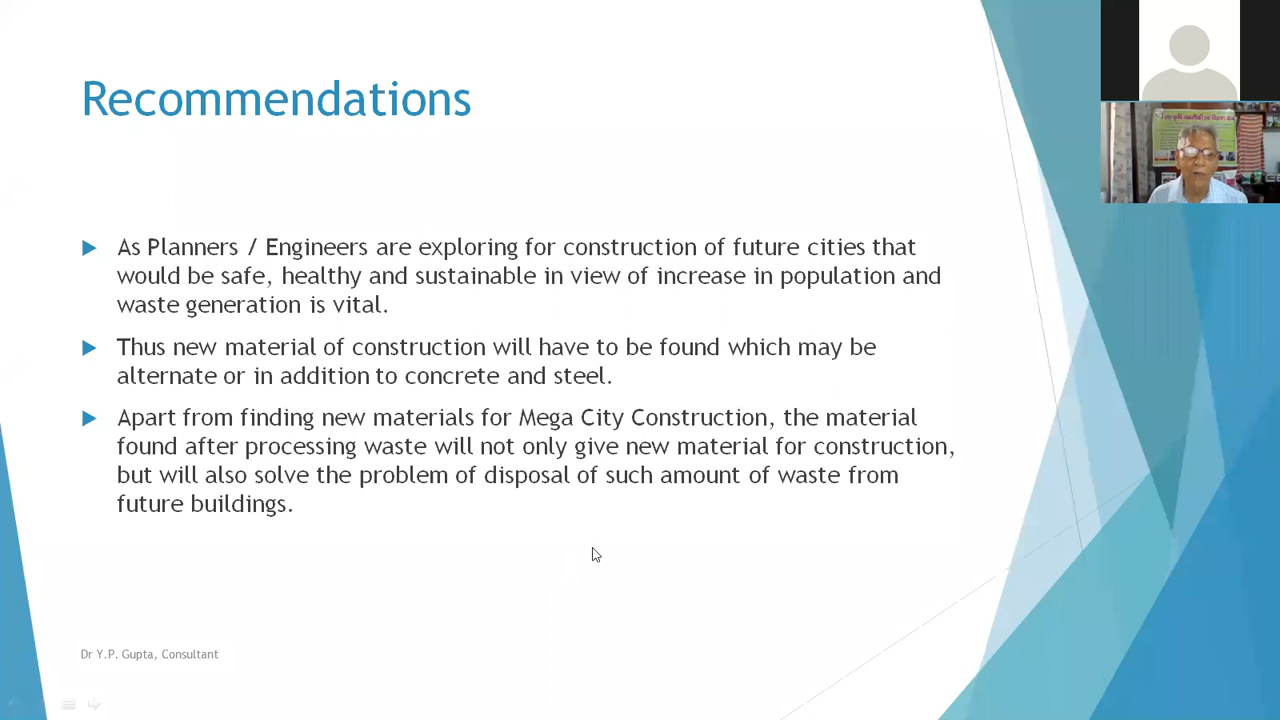 Recommendations
As Planners / Engineers are exploring for construction of future cities that
would be safe, healthy and sustainable in view of increase in population and
waste generation is vital.
Thus new material of construction will have to be found which may be
alternate or in addition to concrete and steel.
Apart from finding new materials for Mega City Construction, the material
found after processing waste will not only give new material for construction,
but will also solve the problem of disposal of such amount of waste from
future buildings.
Dr Y.P. Gupta, Consultant